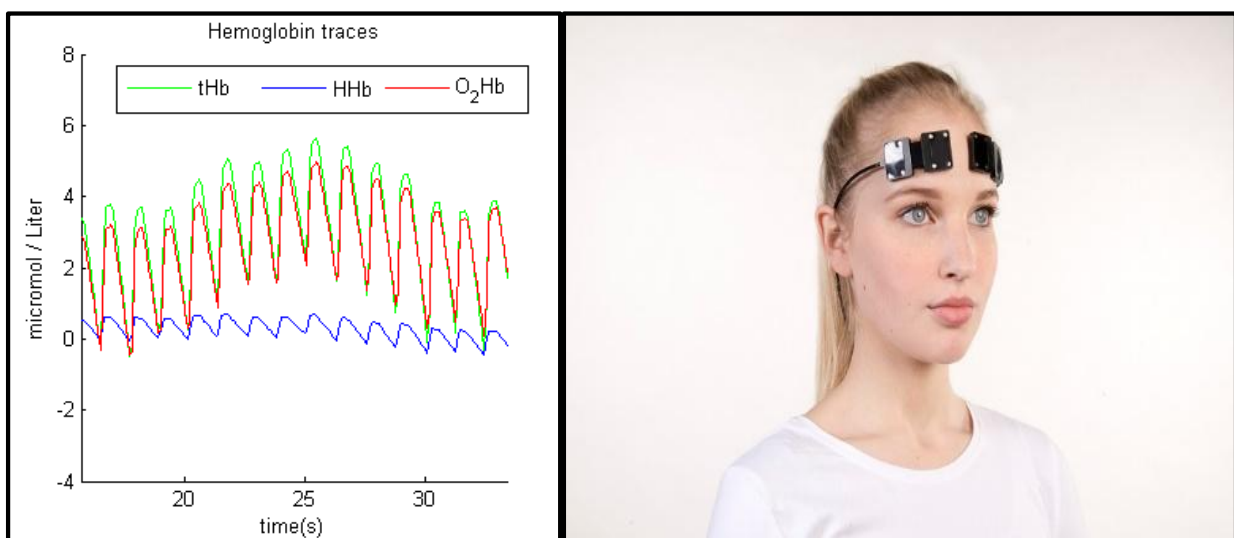 Hemoglobin traces
tHb HHb O₂Hb
8
6
4
2
0
-2
-4
20 25 30
time(s)
micromol / Liter